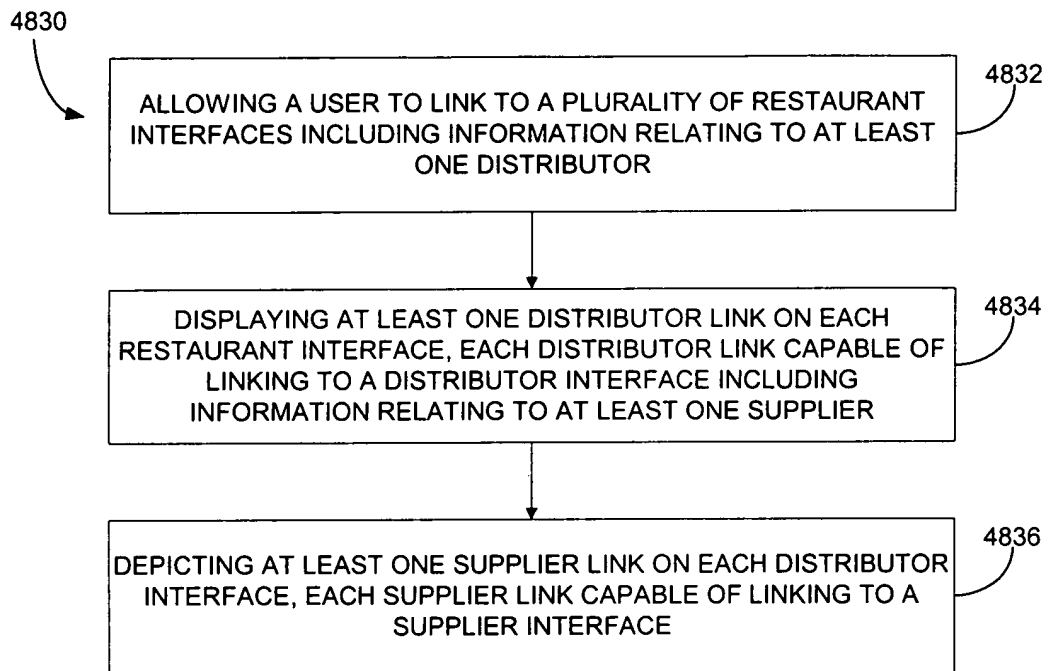 4830
4832
ALLOWING A USER TO LINK TO A PLURALITY OF RESTAURANT
INTERFACES INCLUDING INFORMATION RELATING TO AT LEAST
ONE DISTRIBUTOR
4834
DISPLAYING AT LEAST ONE DISTRIBUTOR LINK ON EACH
RESTAURANT INTERFACE, EACH DISTRIBUTOR LINK CAPABLE OF
LINKING TO A DISTRIBUTOR INTERFACE INCLUDING
INFORMATION RELATING TO AT LEAST ONE SUPPLIER
4836
DEPICTING AT LEAST ONE SUPPLIER LINK ON EACH DISTRIBUTOR
INTERFACE, EACH SUPPLIER LINK CAPABLE OF LINKING TO A
SUPPLIER INTERFACE